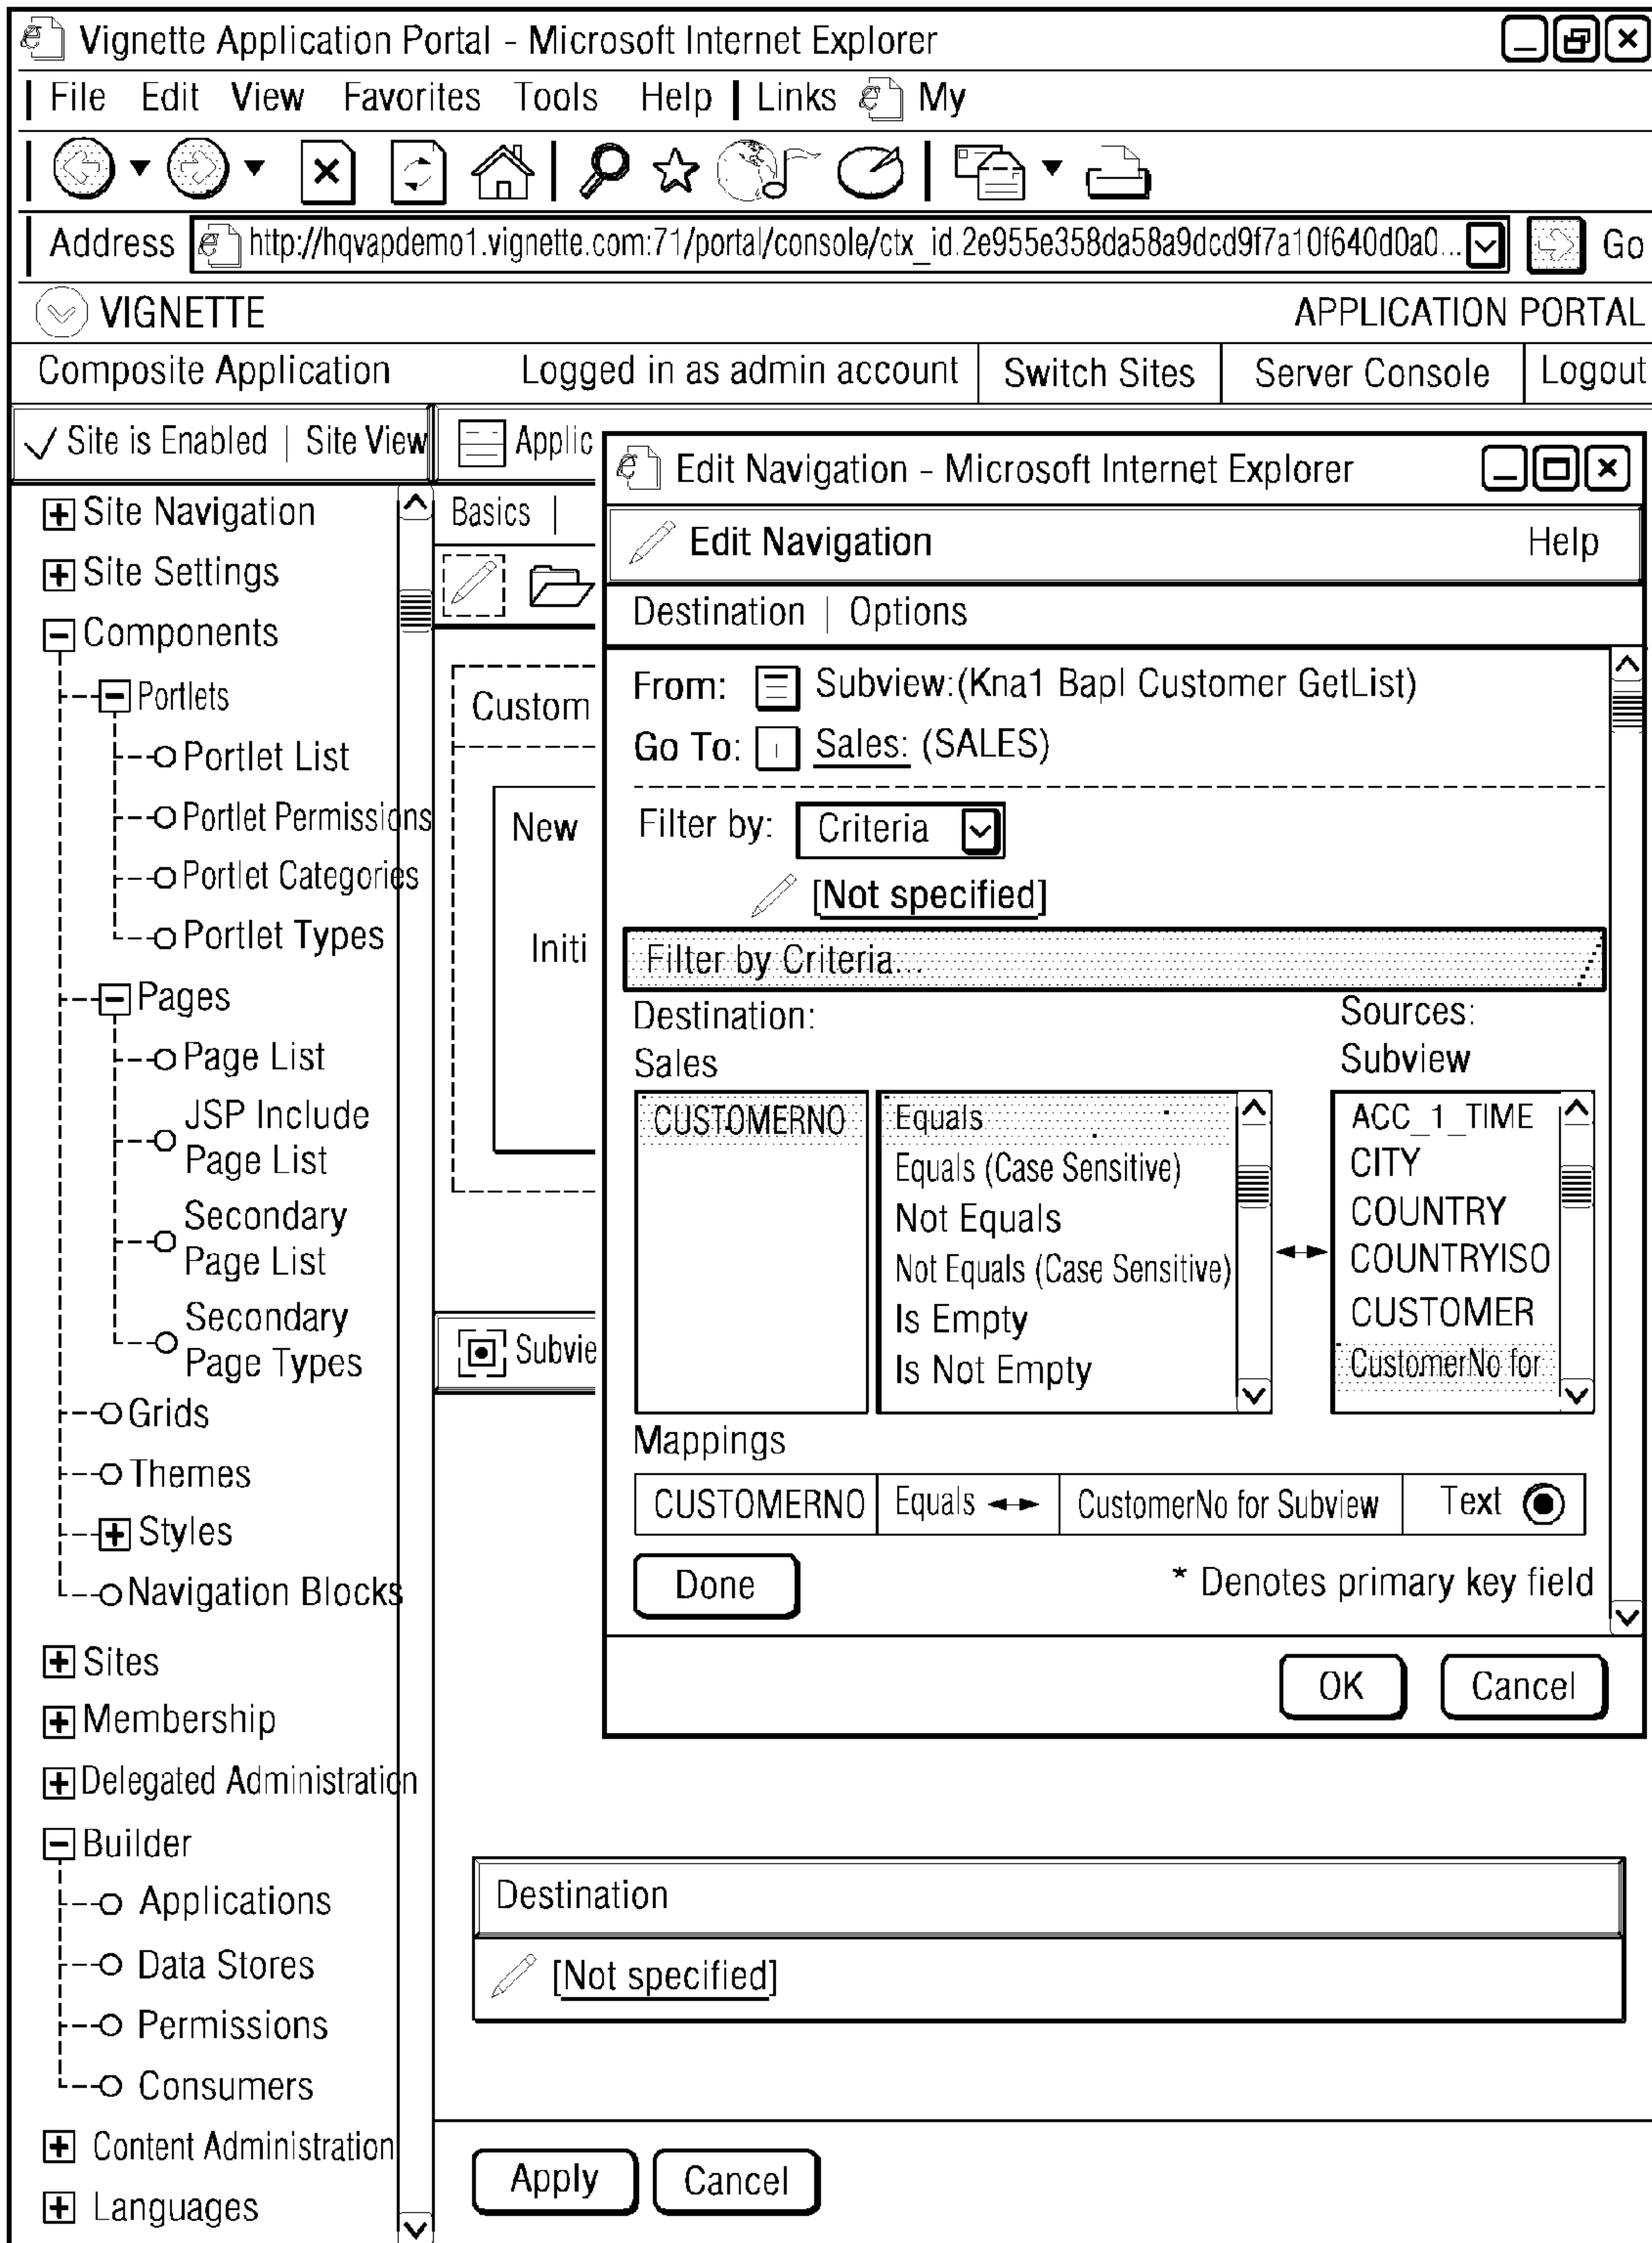 Vignette Application Portal - Microsoft Internet Explorer
File Edit View Favorites Tools Help | Links My
Address http://hqvapdemo1.vignette.com:71/portal/console/ctx_id.2e955e358da58a9dcd9f7a10f640d0a0... Go
VIGNETTE APPLICATION PORTAL
Composite Application Logged in as admin account Switch Sites Server Console Logout
Site is Enabled | Site View
Site Navigation
Site Settings
Components
Portlets
Portlet List
Portlet Permissions
Portlet Categories
Portlet Types
Pages
Page List
JSP Include
Page List
Secondary
Page List
Secondary
Page Types
Grids
Themes
Styles
Navigation Blocks
Sites
Membership
Delegated Administration
Builder
Applications
Data Stores
Permissions
Consumers
Content Administration
Languages
Applic
Basics |
Custom
New
Initi
Subvie
Edit Navigation - Microsoft Internet Explorer
Edit Navigation Help
Destination | Options
From: Subview:(Kna1 Bapl Customer GetList)
Go To: Sales: (SALES)
Filter by: Criteria
[Not specified]
Filter by Criteria...
Destination: Sources:
Sales Subview
CUSTOMERNO
Equals
Equals (Case Sensitive)
Not Equals
Not Equals (Case Sensitive)
Is Empty
Is Not Empty
ACC_1_TIME
CITY
COUNTRY
COUNTRYISO
CUSTOMER
CustomerNo for
Mappings
CUSTOMERNO Equals CustomerNo for Subview Text
Done * Denotes primary key field
OK Cancel
Destination
[Not specified]
Apply Cancel